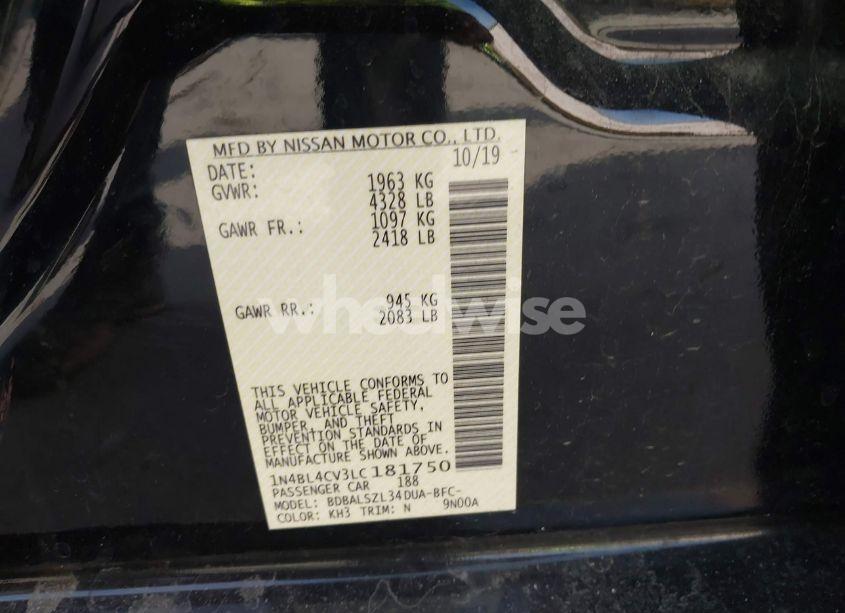 MFD BY NISSAN MOTOR CO., LTD.
DATE: 10/19
GVWR: 1963 KG
4328 LB
GAWR FR.: 1097 KG
2418 LB
GAWR RR.: 945 KG
2083 LB
wheelwise
THIS VEHICLE CONFORMS TO
ALL APPLICABLE FEDERAL
MOTOR VEHICLE SAFETY,
BUMPER, AND THEFT
PREVENTION STANDARDS IN
EFFECT ON THE DATE OF
MANUFACTURE SHOWN ABOVE.
1N4BL4CV3LC181750
PASSENGER CAR 188
MODEL: BDBALSZL34DUA-BFC-
COLOR: KH3 TRIM: N 9N00A